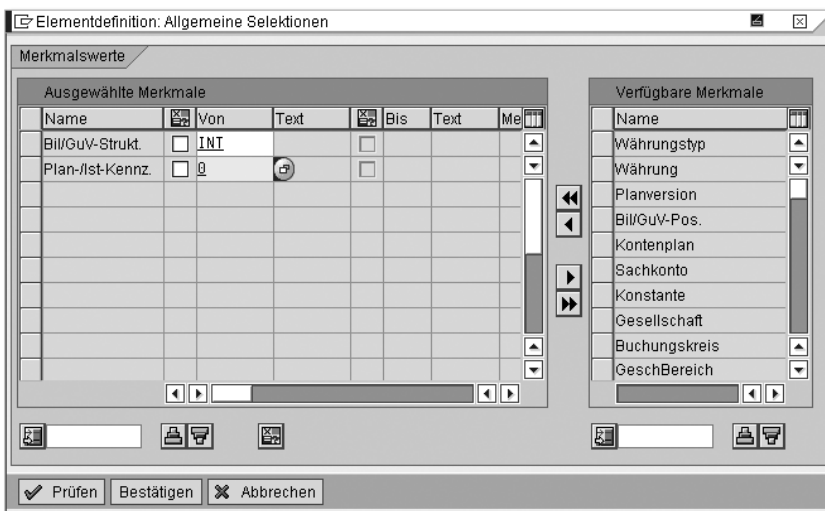 Elementdefinition: Allgemeine Selektionen
Merkmalswerte
Ausgewählte Merkmale
Name Von Text Bis Text Me
Bil/GuV-Strukt. INT
Plan-/Ist-Kennz. 0
Verfügbare Merkmale
Name
Währungstyp
Währung
Planversion
Bil/GuV-Pos.
Kontenplan
Sachkonto
Konstante
Gesellschaft
Buchungskreis
GeschBereich
Prüfen Bestätigen Abbrechen